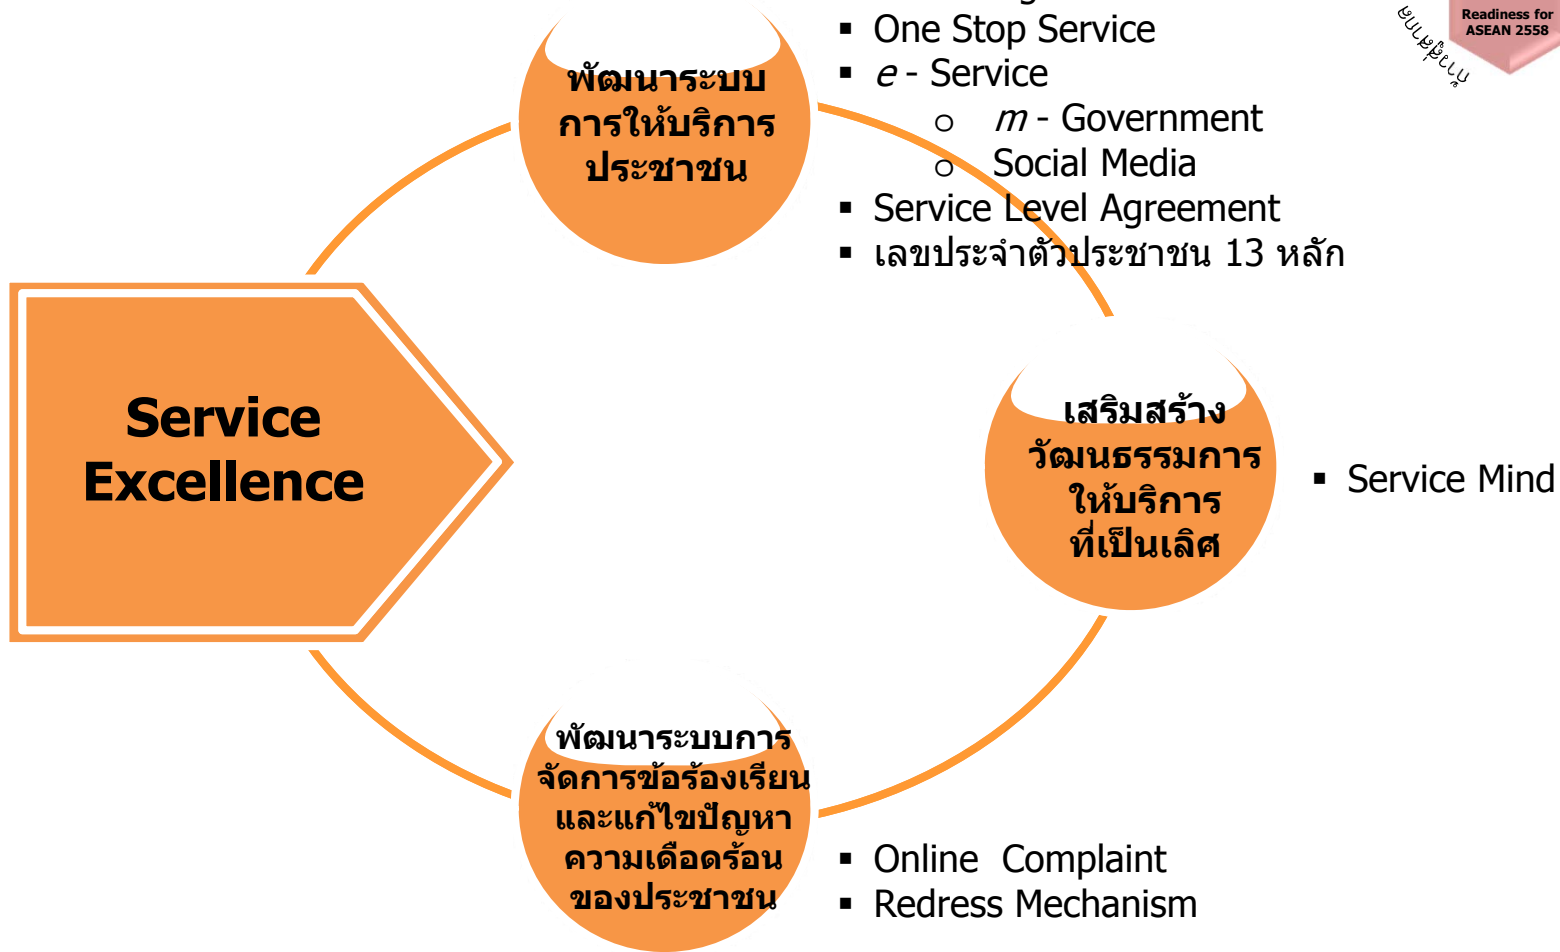 Readiness for
ASEAN 2558
▪ One Stop Service
▪ e - Service
o m - Government
o Social Media
▪ Service Level Agreement
▪ เลขประจำตัวประชาชน 13 หลัก
พัฒนาระบบ
การให้บริการ
ประชาชน
Service
Excellence
เสริมสร้าง
วัฒนธรรมการ
ให้บริการ
ที่เป็นเลิศ
▪ Service Mind
พัฒนาระบบการ
จัดการข้อร้องเรียน
และแก้ไขปัญหา
ความเดือดร้อน
ของประชาชน
▪ Online Complaint
▪ Redress Mechanism